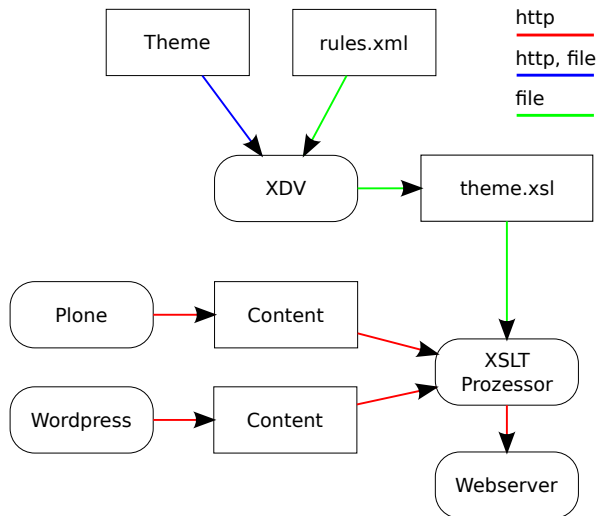 Theme
rules.xml
http
http, file
file
XDV
theme.xsl
Plone
Content
XSLT
Prozessor
Wordpress
Content
Webserver